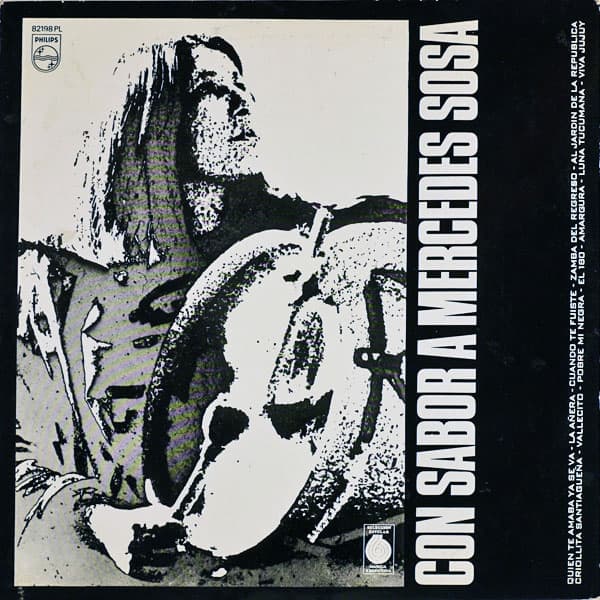 82198 PL
PHILIPS
CON SABOR A MERCEDES SOSA
QUIEN TE AMABA YA SE VA - LA AÑERA - CUANDO TE FUISTE - ZAMBA DEL REGRESO - AL JARDIN DE LA REPUBLICA
CRIOLLITA SANTIAGUEÑA - VALLECITO - POBRE MI NEGRA - EL 180 - AMARGURA - LUNA TUCUMANA - VIVA JUJUY
SELECCION
ESTELAR